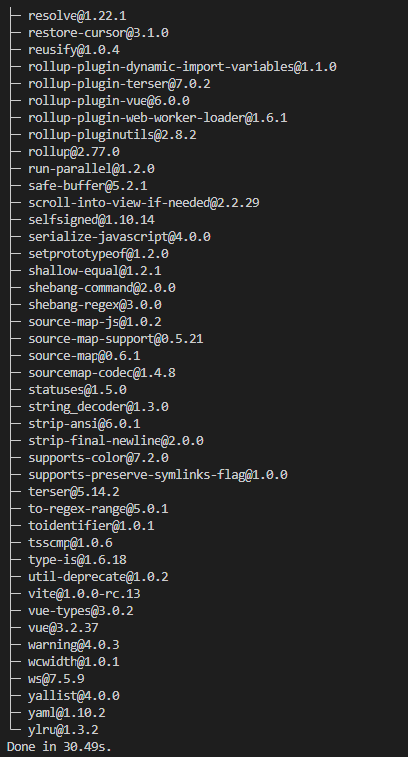 ├─ resolve@1.22.1
├─ restore-cursor@3.1.0
├─ reusify@1.0.4
├─ rollup-plugin-dynamic-import-variables@1.1.0
├─ rollup-plugin-terser@7.0.2
├─ rollup-plugin-vue@6.0.0
├─ rollup-plugin-web-worker-loader@1.6.1
├─ rollup-pluginutils@2.8.2
├─ rollup@2.77.0
├─ run-parallel@1.2.0
├─ safe-buffer@5.2.1
├─ scroll-into-view-if-needed@2.2.29
├─ selfsigned@1.10.14
├─ serialize-javascript@4.0.0
├─ setprototypeof@1.2.0
├─ shallow-equal@1.2.1
├─ shebang-command@2.0.0
├─ shebang-regex@3.0.0
├─ source-map-js@1.0.2
├─ source-map-support@0.5.21
├─ source-map@0.6.1
├─ sourcemap-codec@1.4.8
├─ statuses@1.5.0
├─ string_decoder@1.3.0
├─ strip-ansi@6.0.1
├─ strip-final-newline@2.0.0
├─ supports-color@7.2.0
├─ supports-preserve-symlinks-flag@1.0.0
├─ terser@5.14.2
├─ to-regex-range@5.0.1
├─ toidentifier@1.0.1
├─ tsscmp@1.0.6
├─ type-is@1.6.18
├─ util-deprecate@1.0.2
├─ vite@1.0.0-rc.13
├─ vue-types@3.0.2
├─ vue@3.2.37
├─ warning@4.0.3
├─ wcwidth@1.0.1
├─ ws@7.5.9
├─ yallist@4.0.0
├─ yaml@1.10.2
└─ ylru@1.3.2
Done in 30.49s.